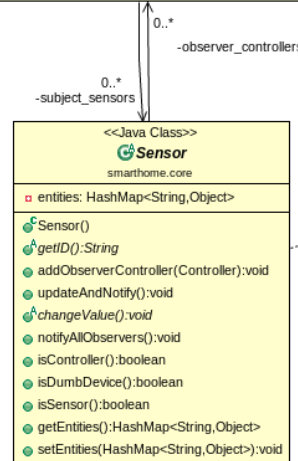 0..*
-observer_controllers
0..*
-subject_sensors
<<Java Class>>
Sensor
smarthome.core
entities: HashMap<String,Object>
Sensor()
getID():String
addObserverController(Controller):void
updateAndNotify():void
changeValue():void
notifyAllObservers():void
isController():boolean
isDumbDevice():boolean
isSensor():boolean
getEntities():HashMap<String,Object>
setEntities(HashMap<String,Object>):void